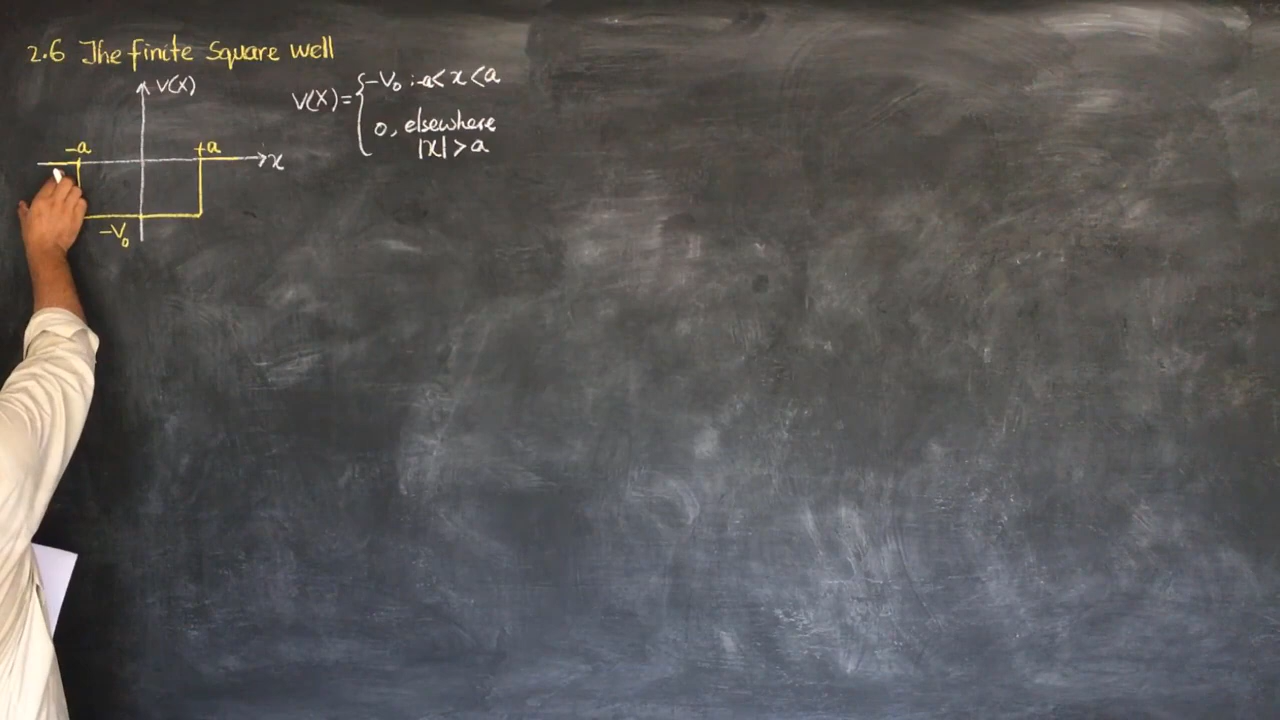 2.6 The finite Square well
V(x)
-a
+a
x
-V₀
V(x)= { -V₀ ; -a< x <a
0, elsewhere
|x| > a